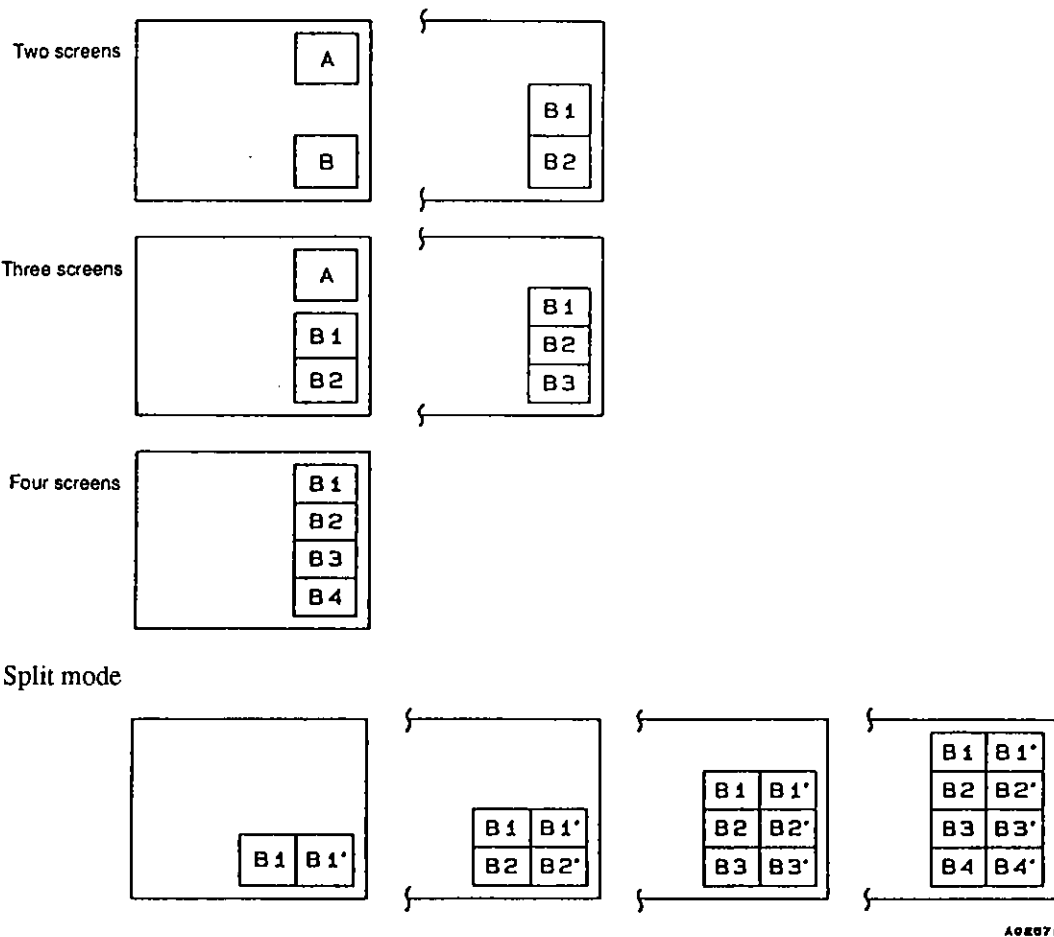 Two screens
A
B
B1
B2
Three screens
A
B1
B2
B1
B2
B3
Four screens
B1
B2
B3
B4
Split mode
B1 B1'
B1 B1'
B2 B2'
B1 B1'
B2 B2'
B3 B3'
B1 B1'
B2 B2'
B3 B3'
B4 B4'